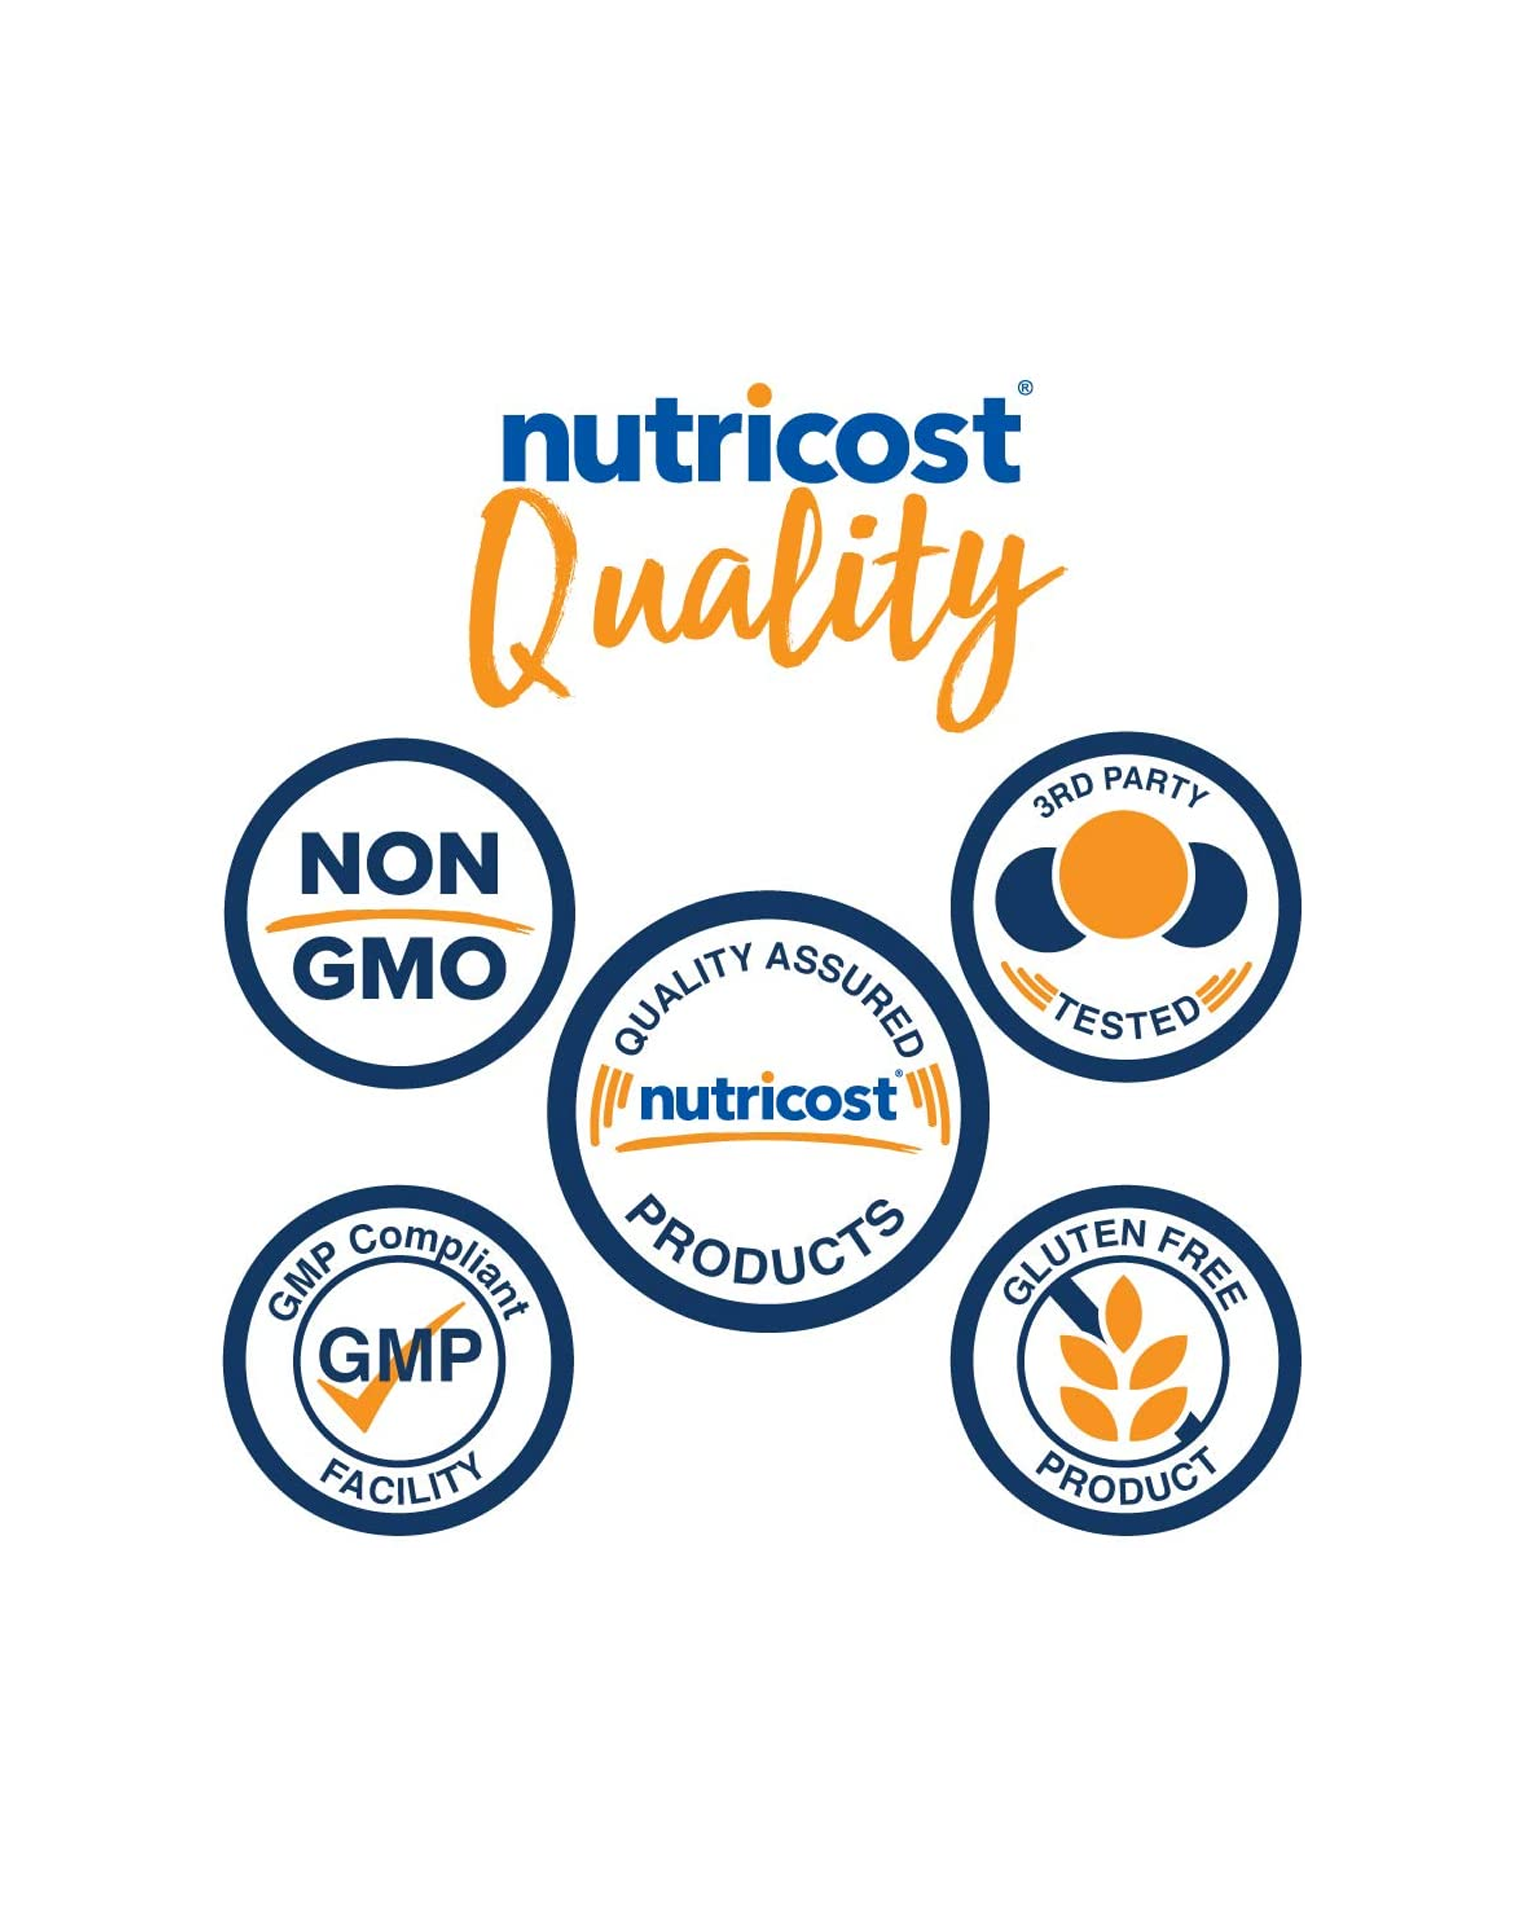 nutricost®
Quality
NON
GMO
3RD PARTY
TESTED
QUALITY ASSURED
nutricost®
PRODUCTS
GMP Compliant
GMP
FACILITY
GLUTEN FREE
PRODUCT